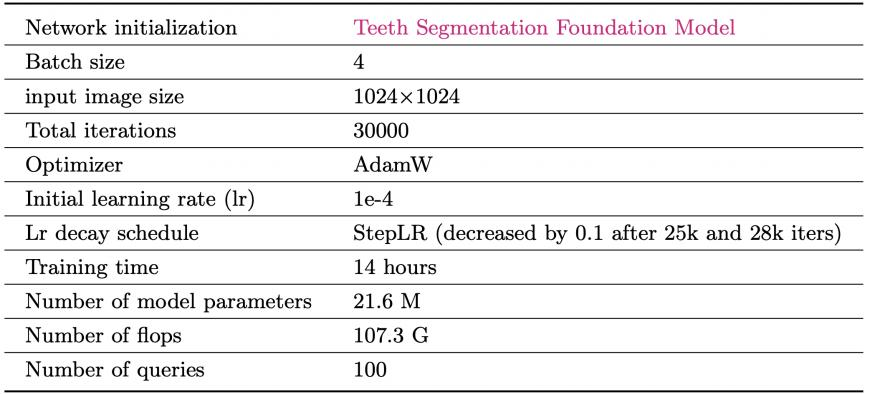 Network initialization Teeth Segmentation Foundation Model
Batch size 4
input image size 1024×1024
Total iterations 30000
Optimizer AdamW
Initial learning rate (lr) 1e-4
Lr decay schedule StepLR (decreased by 0.1 after 25k and 28k iters)
Training time 14 hours
Number of model parameters 21.6 M
Number of flops 107.3 G
Number of queries 100